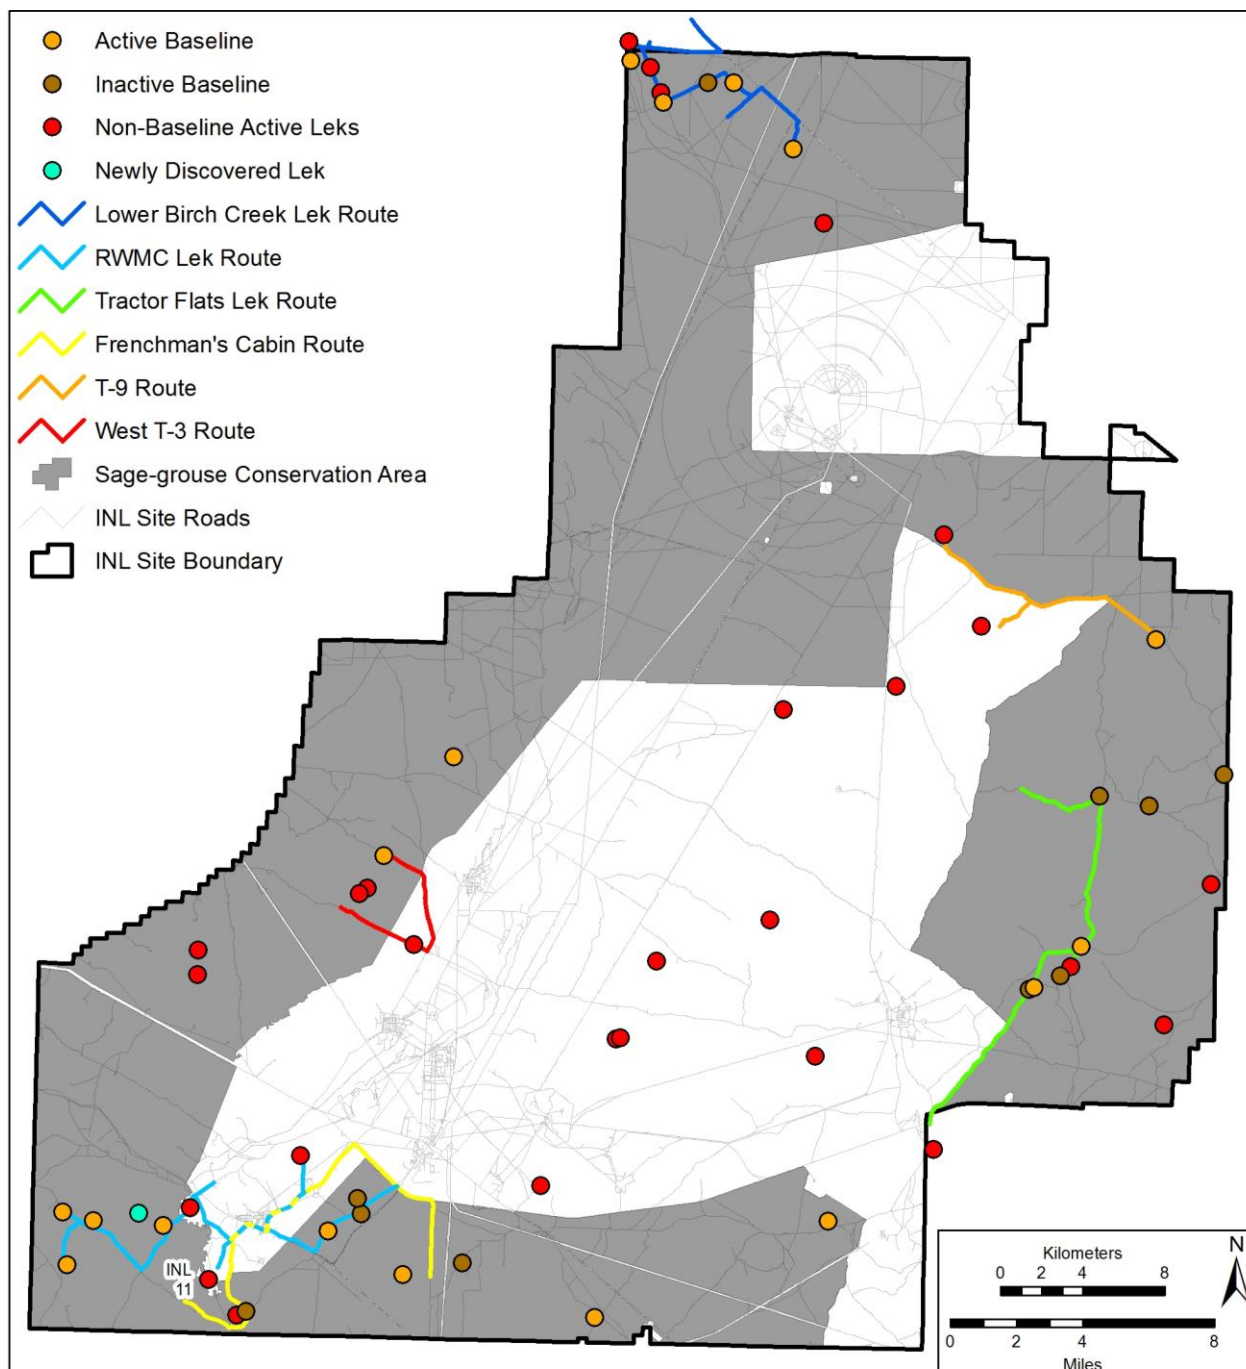 Active Baseline
Inactive Baseline
Non-Baseline Active Leks
Newly Discovered Lek
Lower Birch Creek Lek Route
RWMC Lek Route
Tractor Flats Lek Route
Frenchman's Cabin Route
T-9 Route
West T-3 Route
Sage-grouse Conservation Area
INL Site Roads
INL Site Boundary
INL
11
Kilometers
0 2 4 8
N
0 2 4 8
Miles